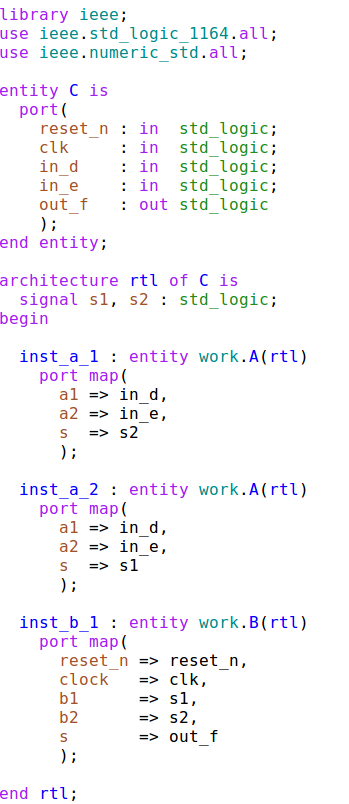 library ieee;
use ieee.std_logic_1164.all;
use ieee.numeric_std.all;

entity C is
  port(
    reset_n : in  std_logic;
    clk     : in  std_logic;
    in_d    : in  std_logic;
    in_e    : in  std_logic;
    out_f   : out std_logic
    );
end entity;

architecture rtl of C is
  signal s1, s2 : std_logic;
begin

  inst_a_1 : entity work.A(rtl)
    port map(
      a1 => in_d,
      a2 => in_e,
      s  => s2
      );

  inst_a_2 : entity work.A(rtl)
    port map(
      a1 => in_d,
      a2 => in_e,
      s  => s1
      );

  inst_b_1 : entity work.B(rtl)
    port map(
      reset_n => reset_n,
      clock   => clk,
      b1      => s1,
      b2      => s2,
      s       => out_f
      );

end rtl;